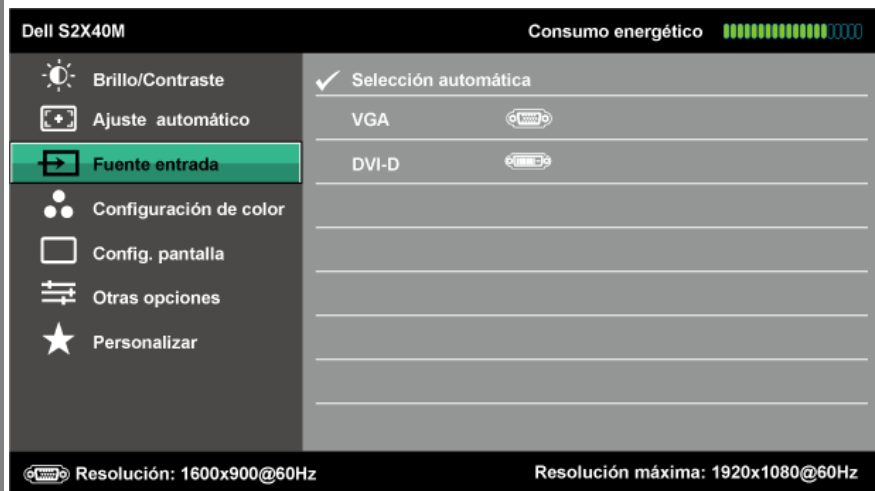 Dell S2X40M Consumo energético
Brillo/Contraste Selección automática
Ajuste automático VGA
Fuente entrada DVI-D
Configuración de color
Config. pantalla
Otras opciones
Personalizar
Resolución: 1600x900@60Hz Resolución máxima: 1920x1080@60Hz